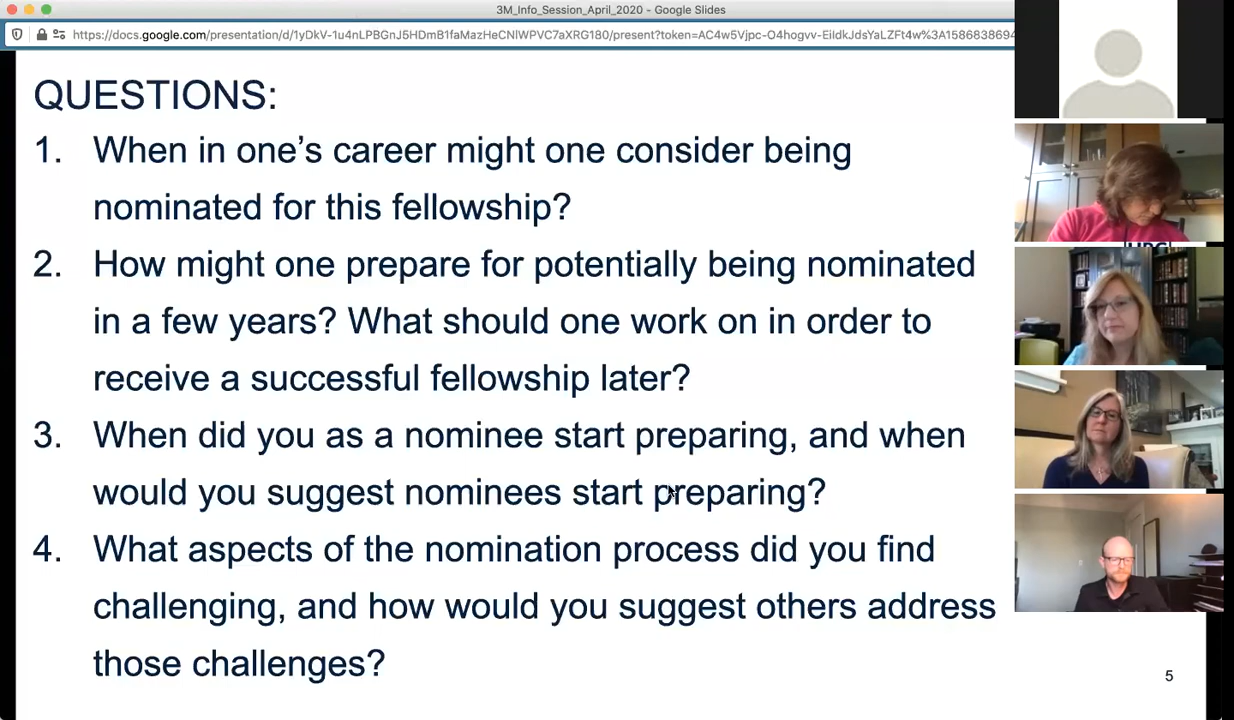 3M_Info_Session_April_2020 - Google Slides
https://docs.google.com/presentation/d/1yDkV-1u4nLPBGnJ5HDmB1faMazHeCNlWPVC7aXRG180/present?token=AC4w5Vjpc-O4hogvv-EiIdkJdsYaLZFt4w%3A1586838694
QUESTIONS:
1. When in one's career might one consider being
nominated for this fellowship?
2. How might one prepare for potentially being nominated
in a few years? What should one work on in order to
receive a successful fellowship later?
3. When did you as a nominee start preparing, and when
would you suggest nominees start preparing?
4. What aspects of the nomination process did you find
challenging, and how would you suggest others address
those challenges?
5